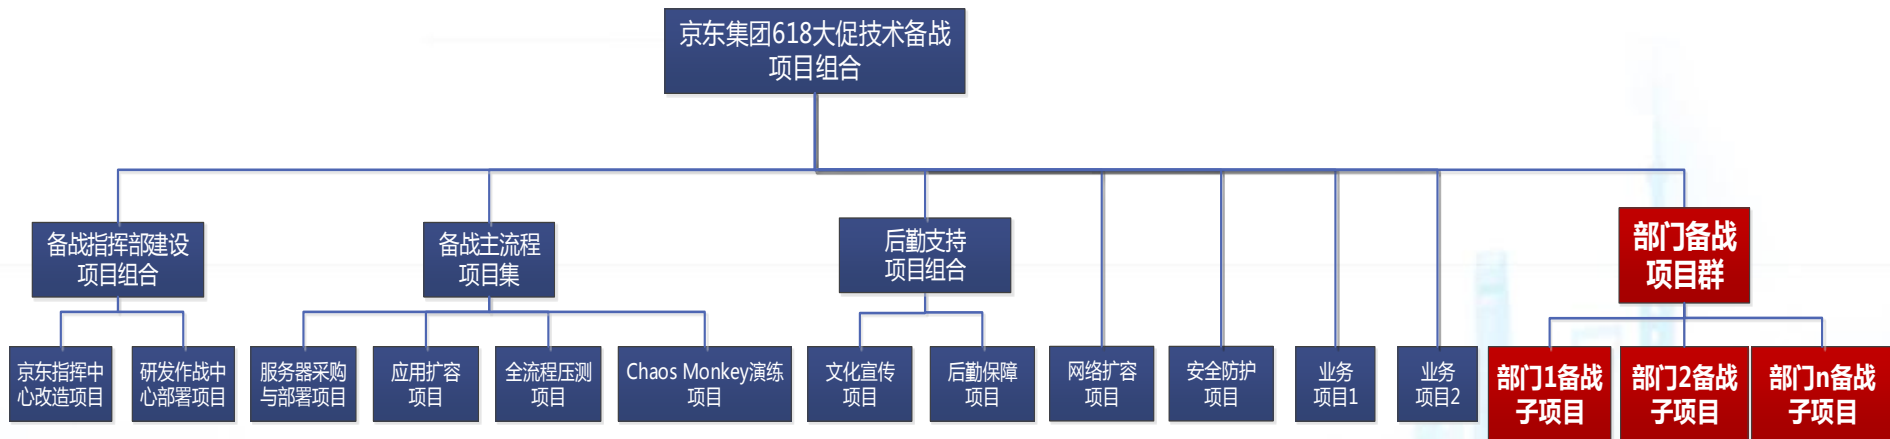 京东集团618大促技术备战
项目组合
备战指挥部建设
项目组合
备战主流程
项目集
后勤支持
项目组合
部门备战
项目群
京东指挥中
心改造项目
研发作战中
心部署项目
服务器采购
与部署项目
应用扩容
项目
全流程压测
项目
Chaos Monkey演练
项目
文化宣传
项目
后勤保障
项目
网络扩容
项目
安全防护
项目
业务
项目1
业务
项目2
部门1备战
子项目
部门2备战
子项目
部门n备战
子项目